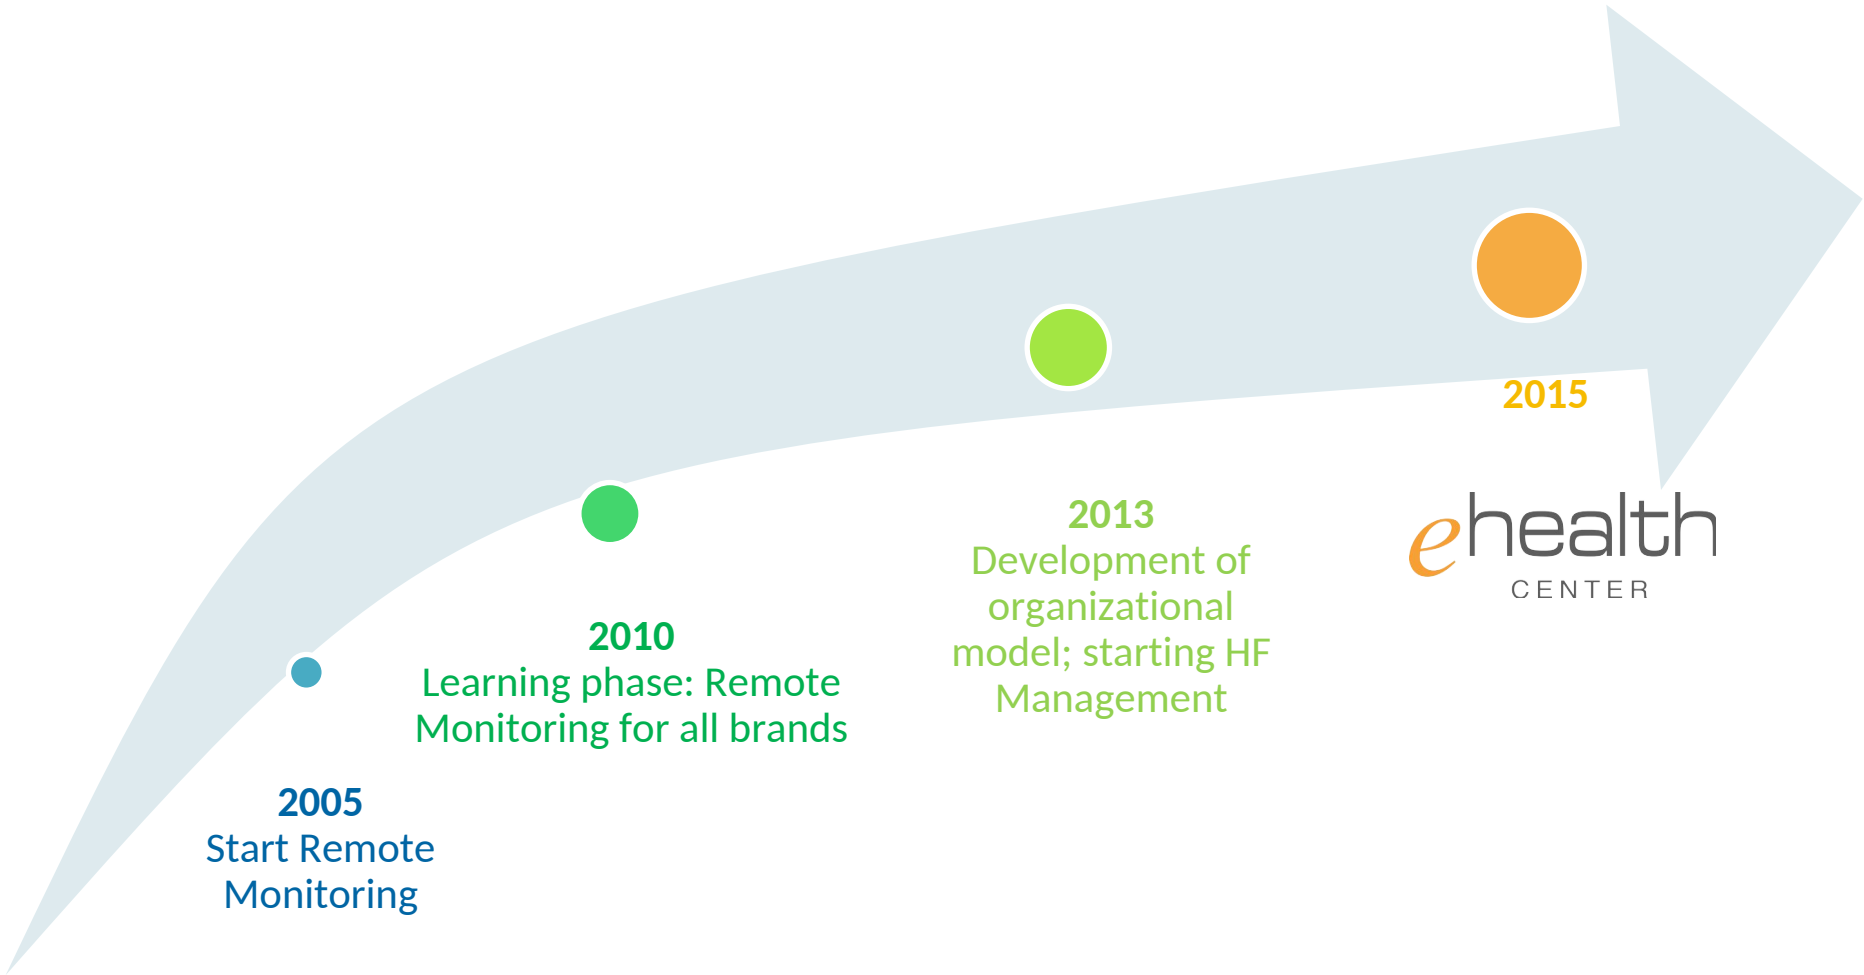 2005
Start Remote
Monitoring
2010
Learning phase: Remote
Monitoring for all brands
2013
Development of
organizational
model; starting HF
Management
2015
ehealth
CENTER